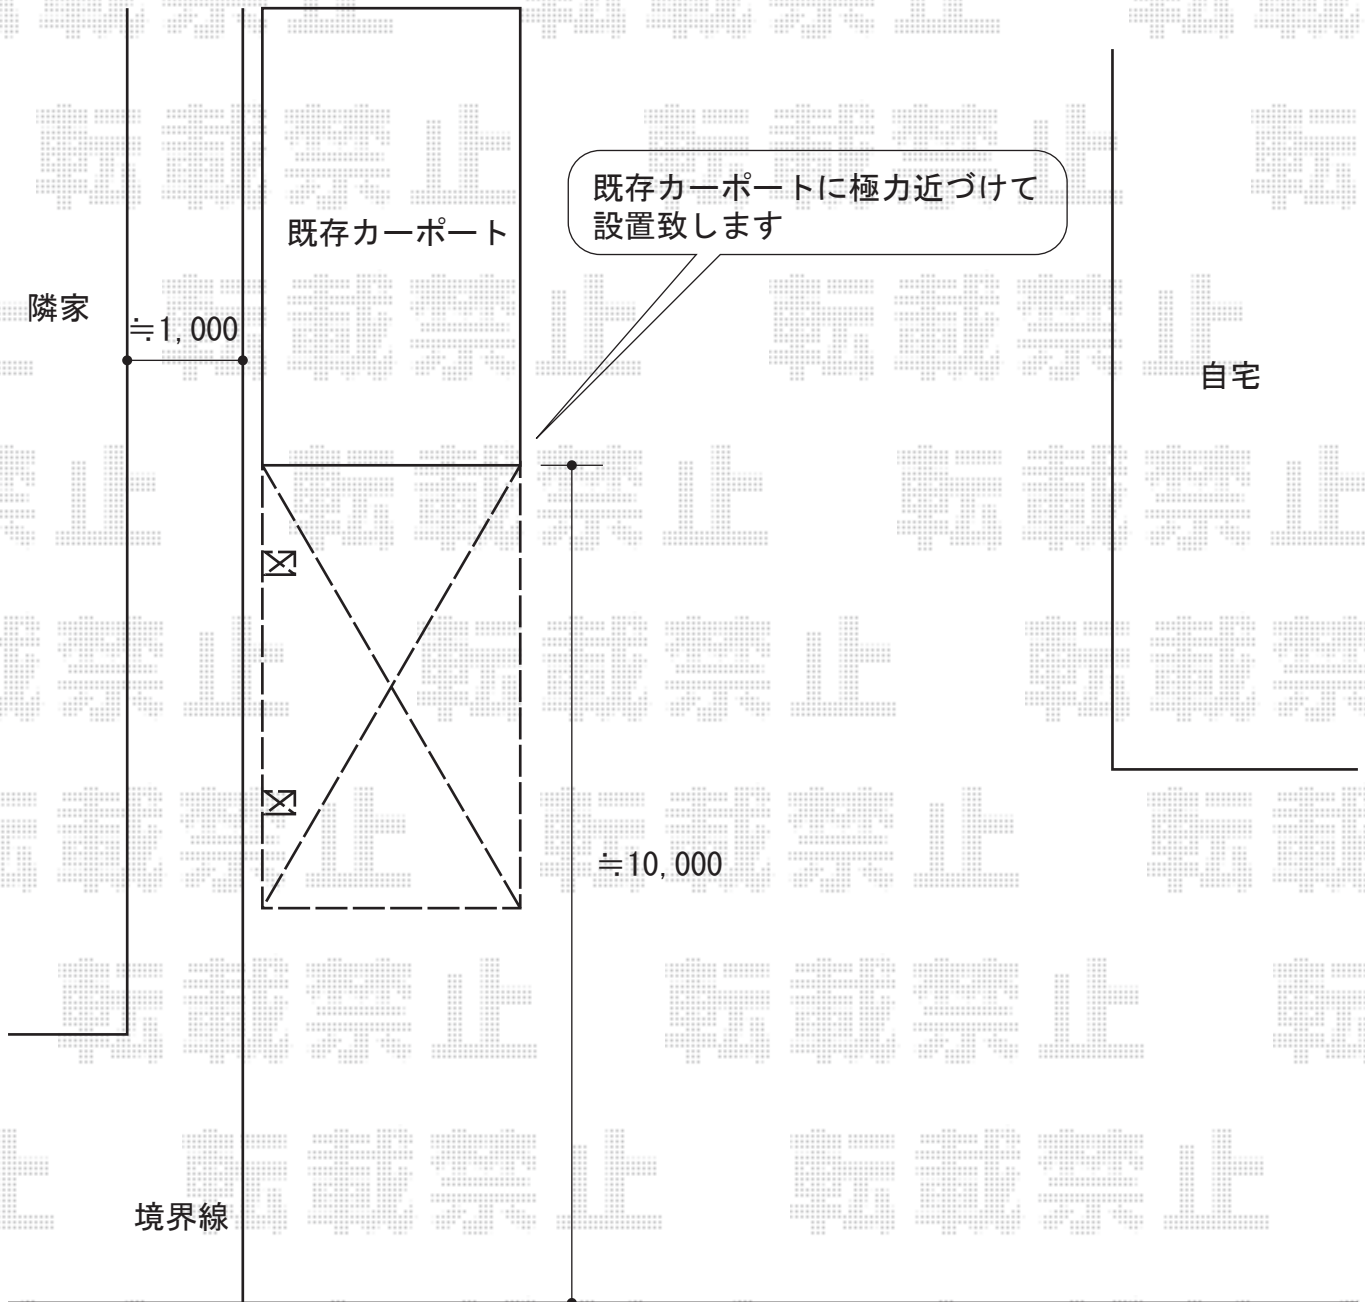 既存カーポートに極力近づけて
設置致します
既存カーポート
隣家
≒1,000
自宅
≒10,000
境界線
転載禁止